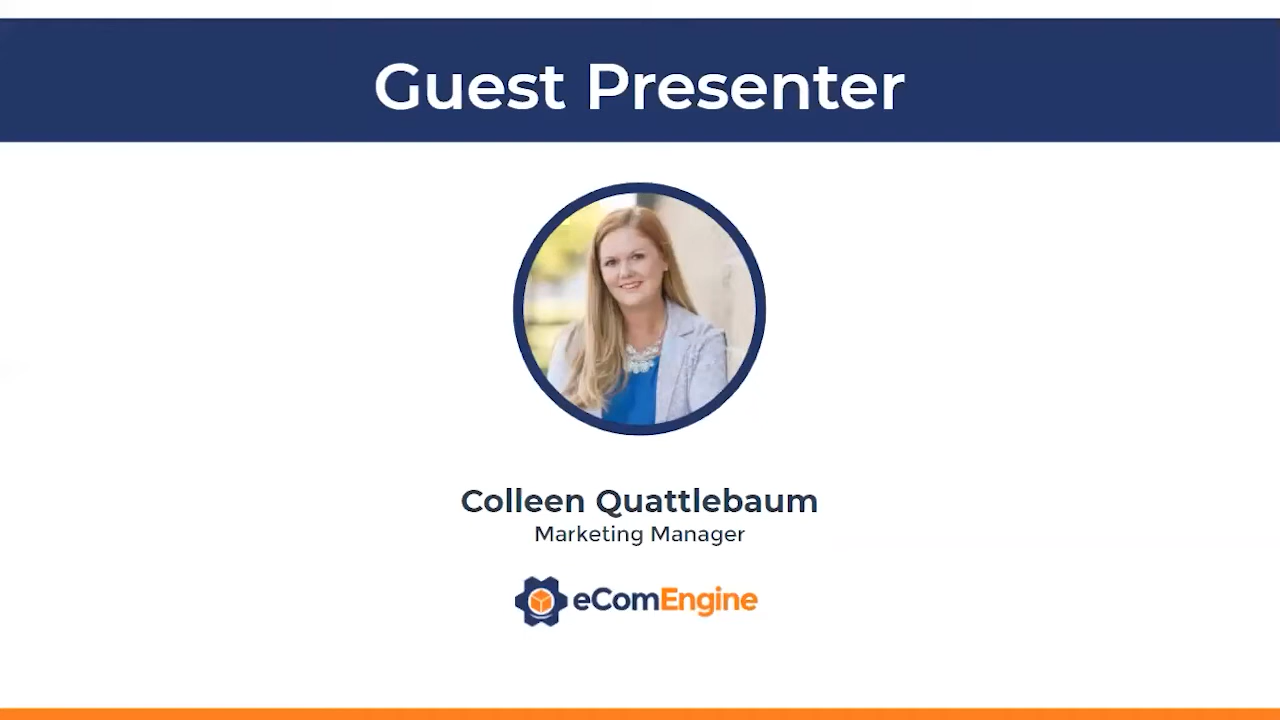 Guest Presenter
Colleen Quattlebaum
Marketing Manager
eComEngine